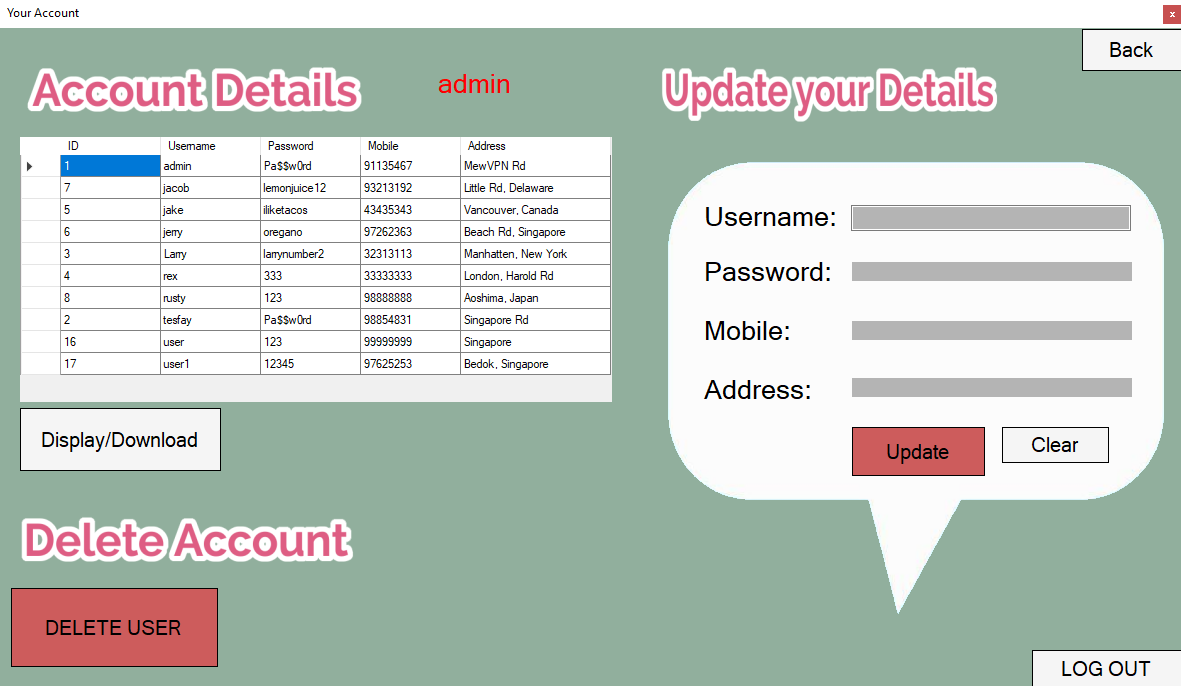 Your Account
x
Back
Account Details
admin
Update your Details
ID Username Password Mobile Address
1 admin Pa$$w0rd 91135467 MewVPN Rd
7 jacob lemonjuice12 93213192 Little Rd, Delaware
5 jake iliketacos 43435343 Vancouver, Canada
6 jerry oregano 97262363 Beach Rd, Singapore
3 Larry larrynumber2 32313113 Manhatten, New York
4 rex 333 33333333 London, Harold Rd
8 rusty 123 98888888 Aoshima, Japan
2 tesfay Pa$$w0rd 98854831 Singapore Rd
16 user 123 99999999 Singapore
17 user1 12345 97625253 Bedok, Singapore
Username:
Password:
Mobile:
Address:
Update
Clear
Display/Download
Delete Account
DELETE USER
LOG OUT